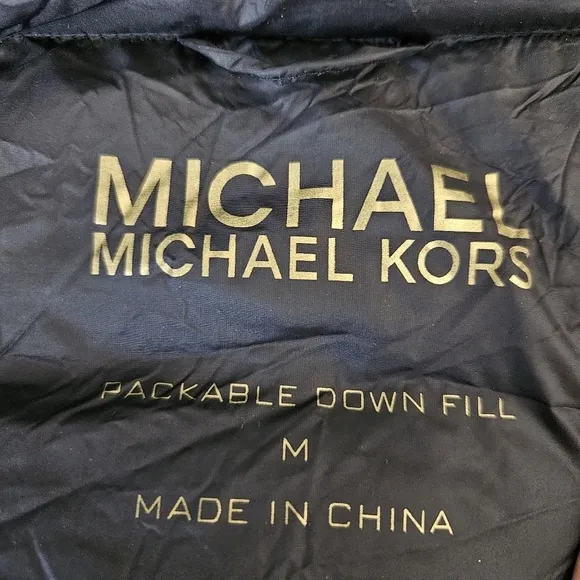 MICHAEL
MICHAEL KORS
PACKABLE DOWN FILL
M
MADE IN CHINA